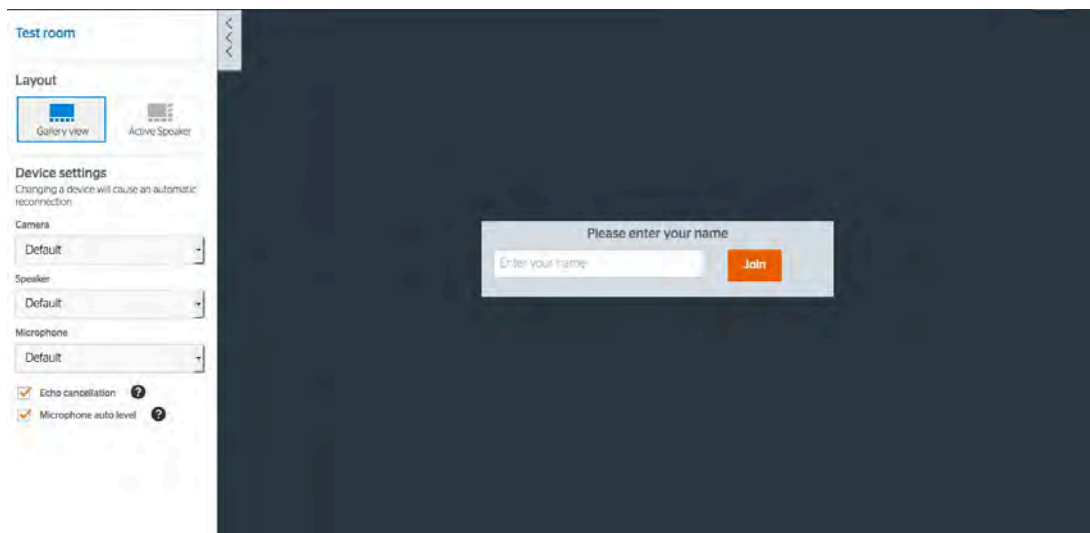 Test room
Layout
Gallery view
Active Speaker
Device settings
Changing a device will cause an automatic
reconnection
Camera
Default
Speaker
Default
Microphone
Default
Echo cancellation ?
Microphone auto level ?
Please enter your name
Enter your name
Join